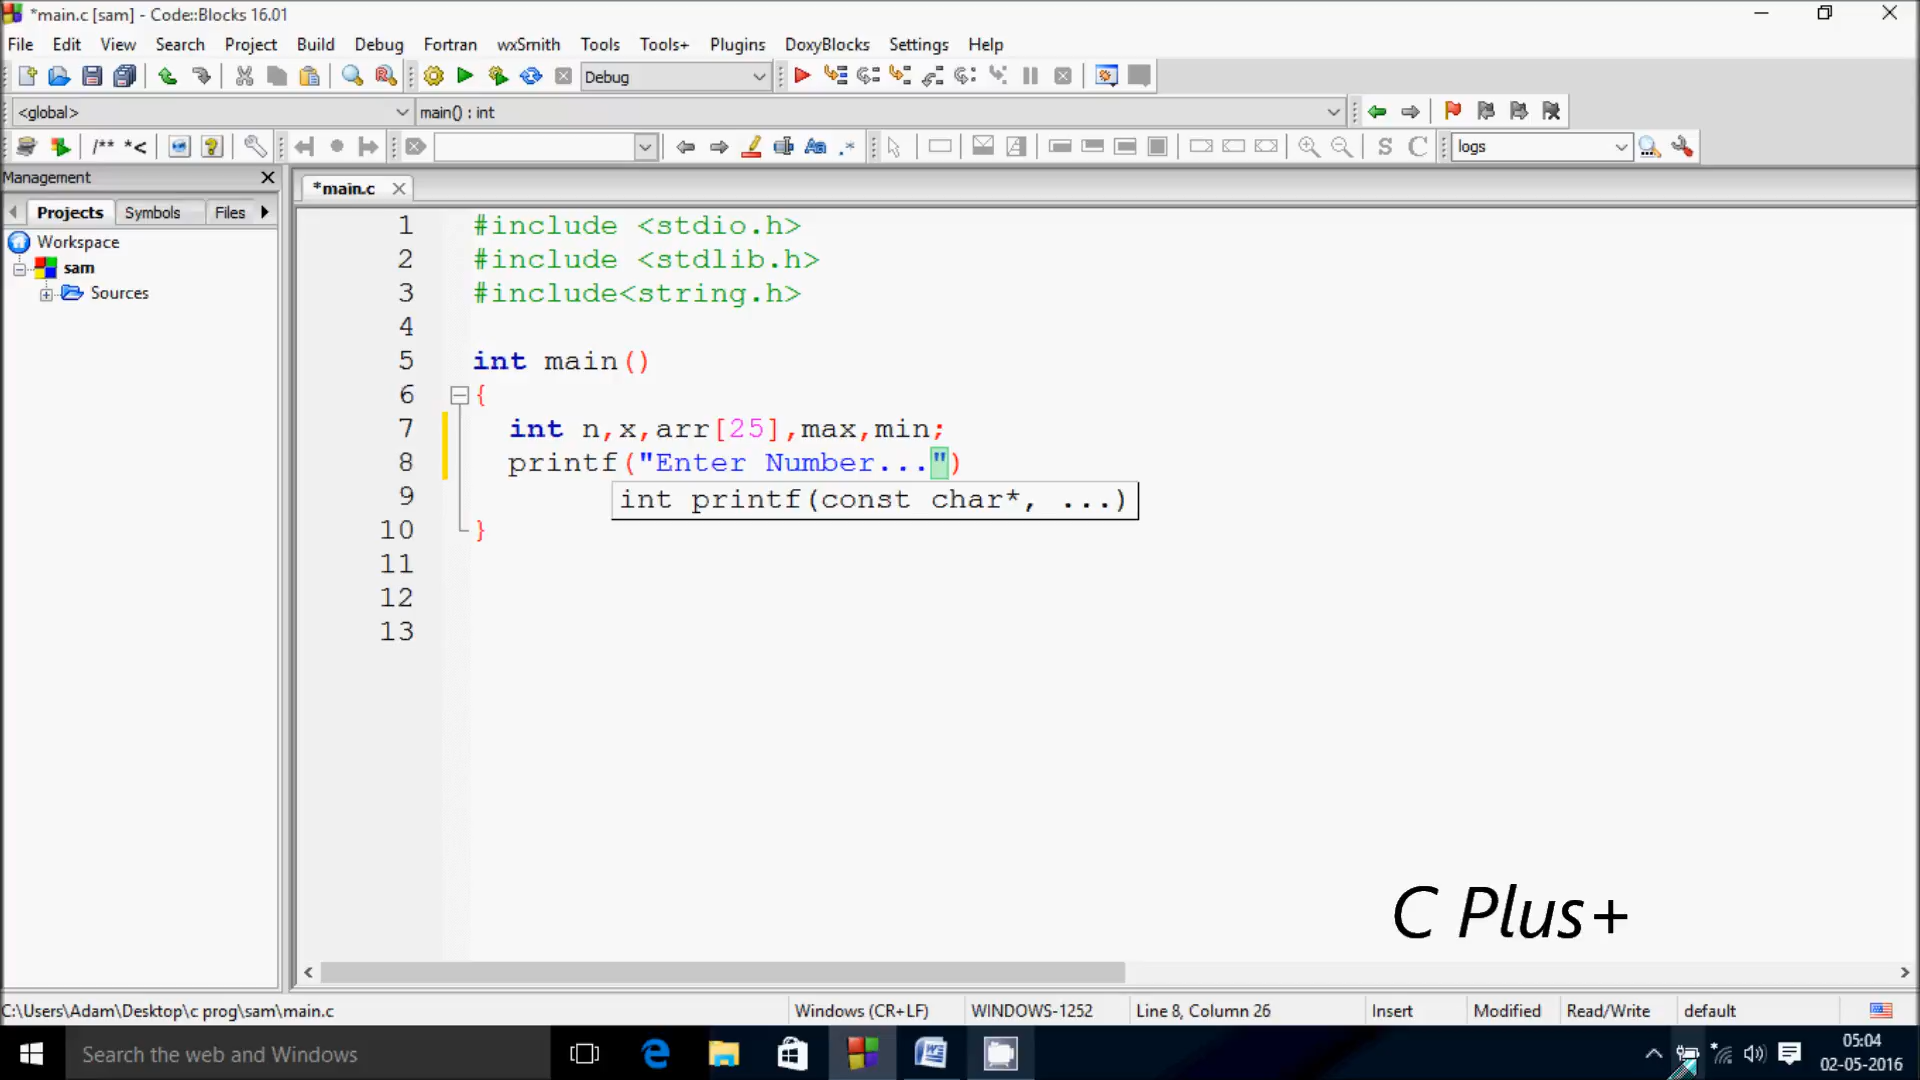 *main.c [sam] - Code::Blocks 16.01
File Edit View Search Project Build Debug Fortran wxSmith Tools Tools+ Plugins DoxyBlocks Settings Help
Debug
<global> main() : int
/** *< .* S C logs
Management
Projects Symbols Files
*main.c
Workspace
sam
Sources
1 #include <stdio.h>
2 #include <stdlib.h>
3 #include<string.h>
4
5 int main()
6 {
7 int n,x,arr[25],max,min;
8 printf("Enter Number...")
9 int printf(const char*, ...)
10 }
11
12
13
C Plus+
C:\Users\Adam\Desktop\c prog\sam\main.c Windows (CR+LF) WINDOWS-1252 Line 8, Column 26 Insert Modified Read/Write default
Search the web and Windows
05:04
02-05-2016